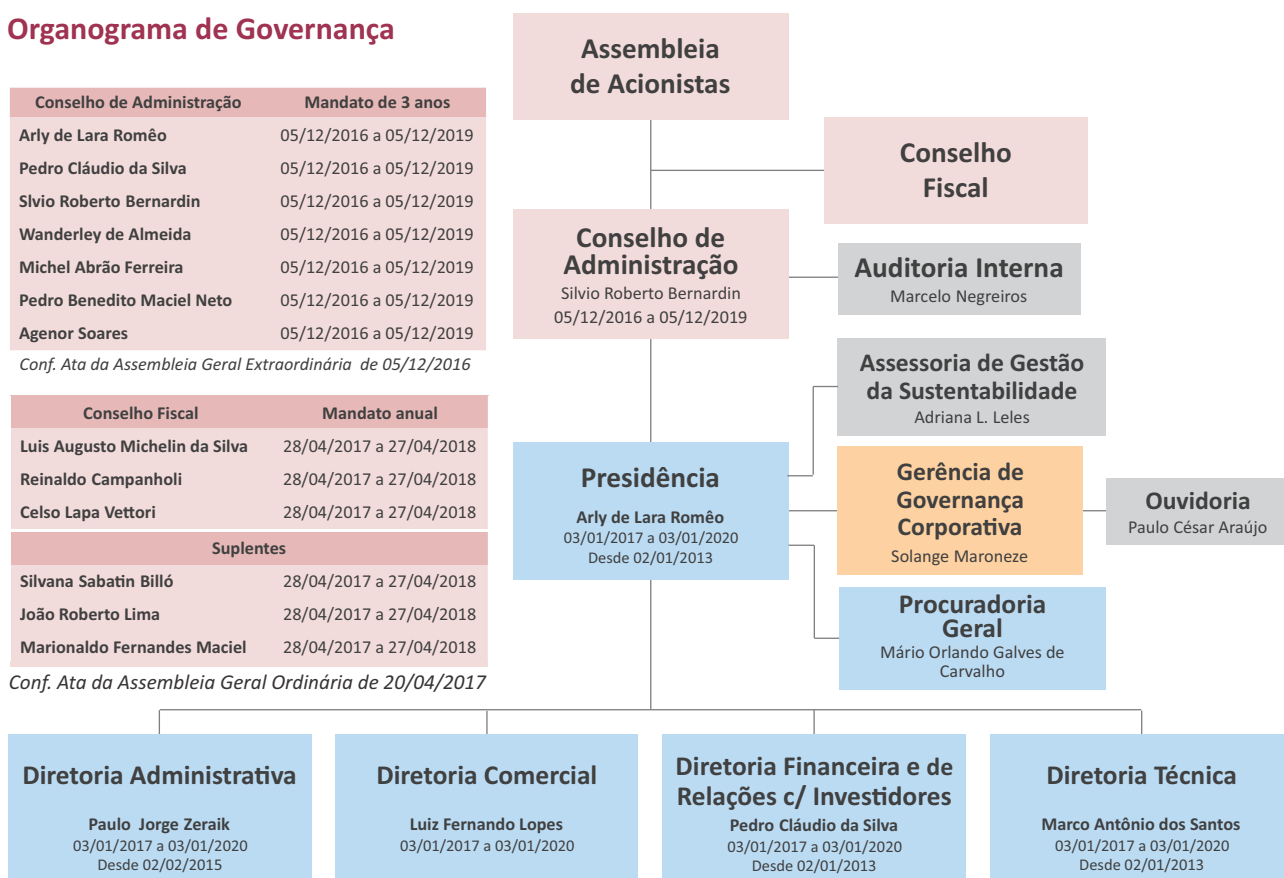 Organograma de Governança
Conselho de Administração Mandato de 3 anos
Arly de Lara Romêo 05/12/2016 a 05/12/2019
Pedro Cláudio da Silva 05/12/2016 a 05/12/2019
Slvio Roberto Bernardin 05/12/2016 a 05/12/2019
Wanderley de Almeida 05/12/2016 a 05/12/2019
Michel Abrão Ferreira 05/12/2016 a 05/12/2019
Pedro Benedito Maciel Neto 05/12/2016 a 05/12/2019
Agenor Soares 05/12/2016 a 05/12/2019
Conf. Ata da Assembleia Geral Extraordinária de 05/12/2016
Conselho Fiscal Mandato anual
Luis Augusto Michelin da Silva 28/04/2017 a 27/04/2018
Reinaldo Campanholi 28/04/2017 a 27/04/2018
Celso Lapa Vettori 28/04/2017 a 27/04/2018
Suplentes
Silvana Sabatin Billó 28/04/2017 a 27/04/2018
João Roberto Lima 28/04/2017 a 27/04/2018
Marionaldo Fernandes Maciel 28/04/2017 a 27/04/2018
Conf. Ata da Assembleia Geral Ordinária de 20/04/2017
Assembleia
de Acionistas
Conselho
Fiscal
Conselho de
Administração
Silvio Roberto Bernardin
05/12/2016 a 05/12/2019
Auditoria Interna
Marcelo Negreiros
Assessoria de Gestão
da Sustentabilidade
Adriana L. Leles
Presidência
Arly de Lara Romêo
03/01/2017 a 03/01/2020
Desde 02/01/2013
Gerência de
Governança
Corporativa
Solange Maroneze
Ouvidoria
Paulo César Araújo
Procuradoria
Geral
Mário Orlando Galves de
Carvalho
Diretoria Administrativa
Paulo Jorge Zeraik
03/01/2017 a 03/01/2020
Desde 02/02/2015
Diretoria Comercial
Luiz Fernando Lopes
03/01/2017 a 03/01/2020
Diretoria Financeira e de
Relações c/ Investidores
Pedro Cláudio da Silva
03/01/2017 a 03/01/2020
Desde 02/01/2013
Diretoria Técnica
Marco Antônio dos Santos
03/01/2017 a 03/01/2020
Desde 02/01/2013